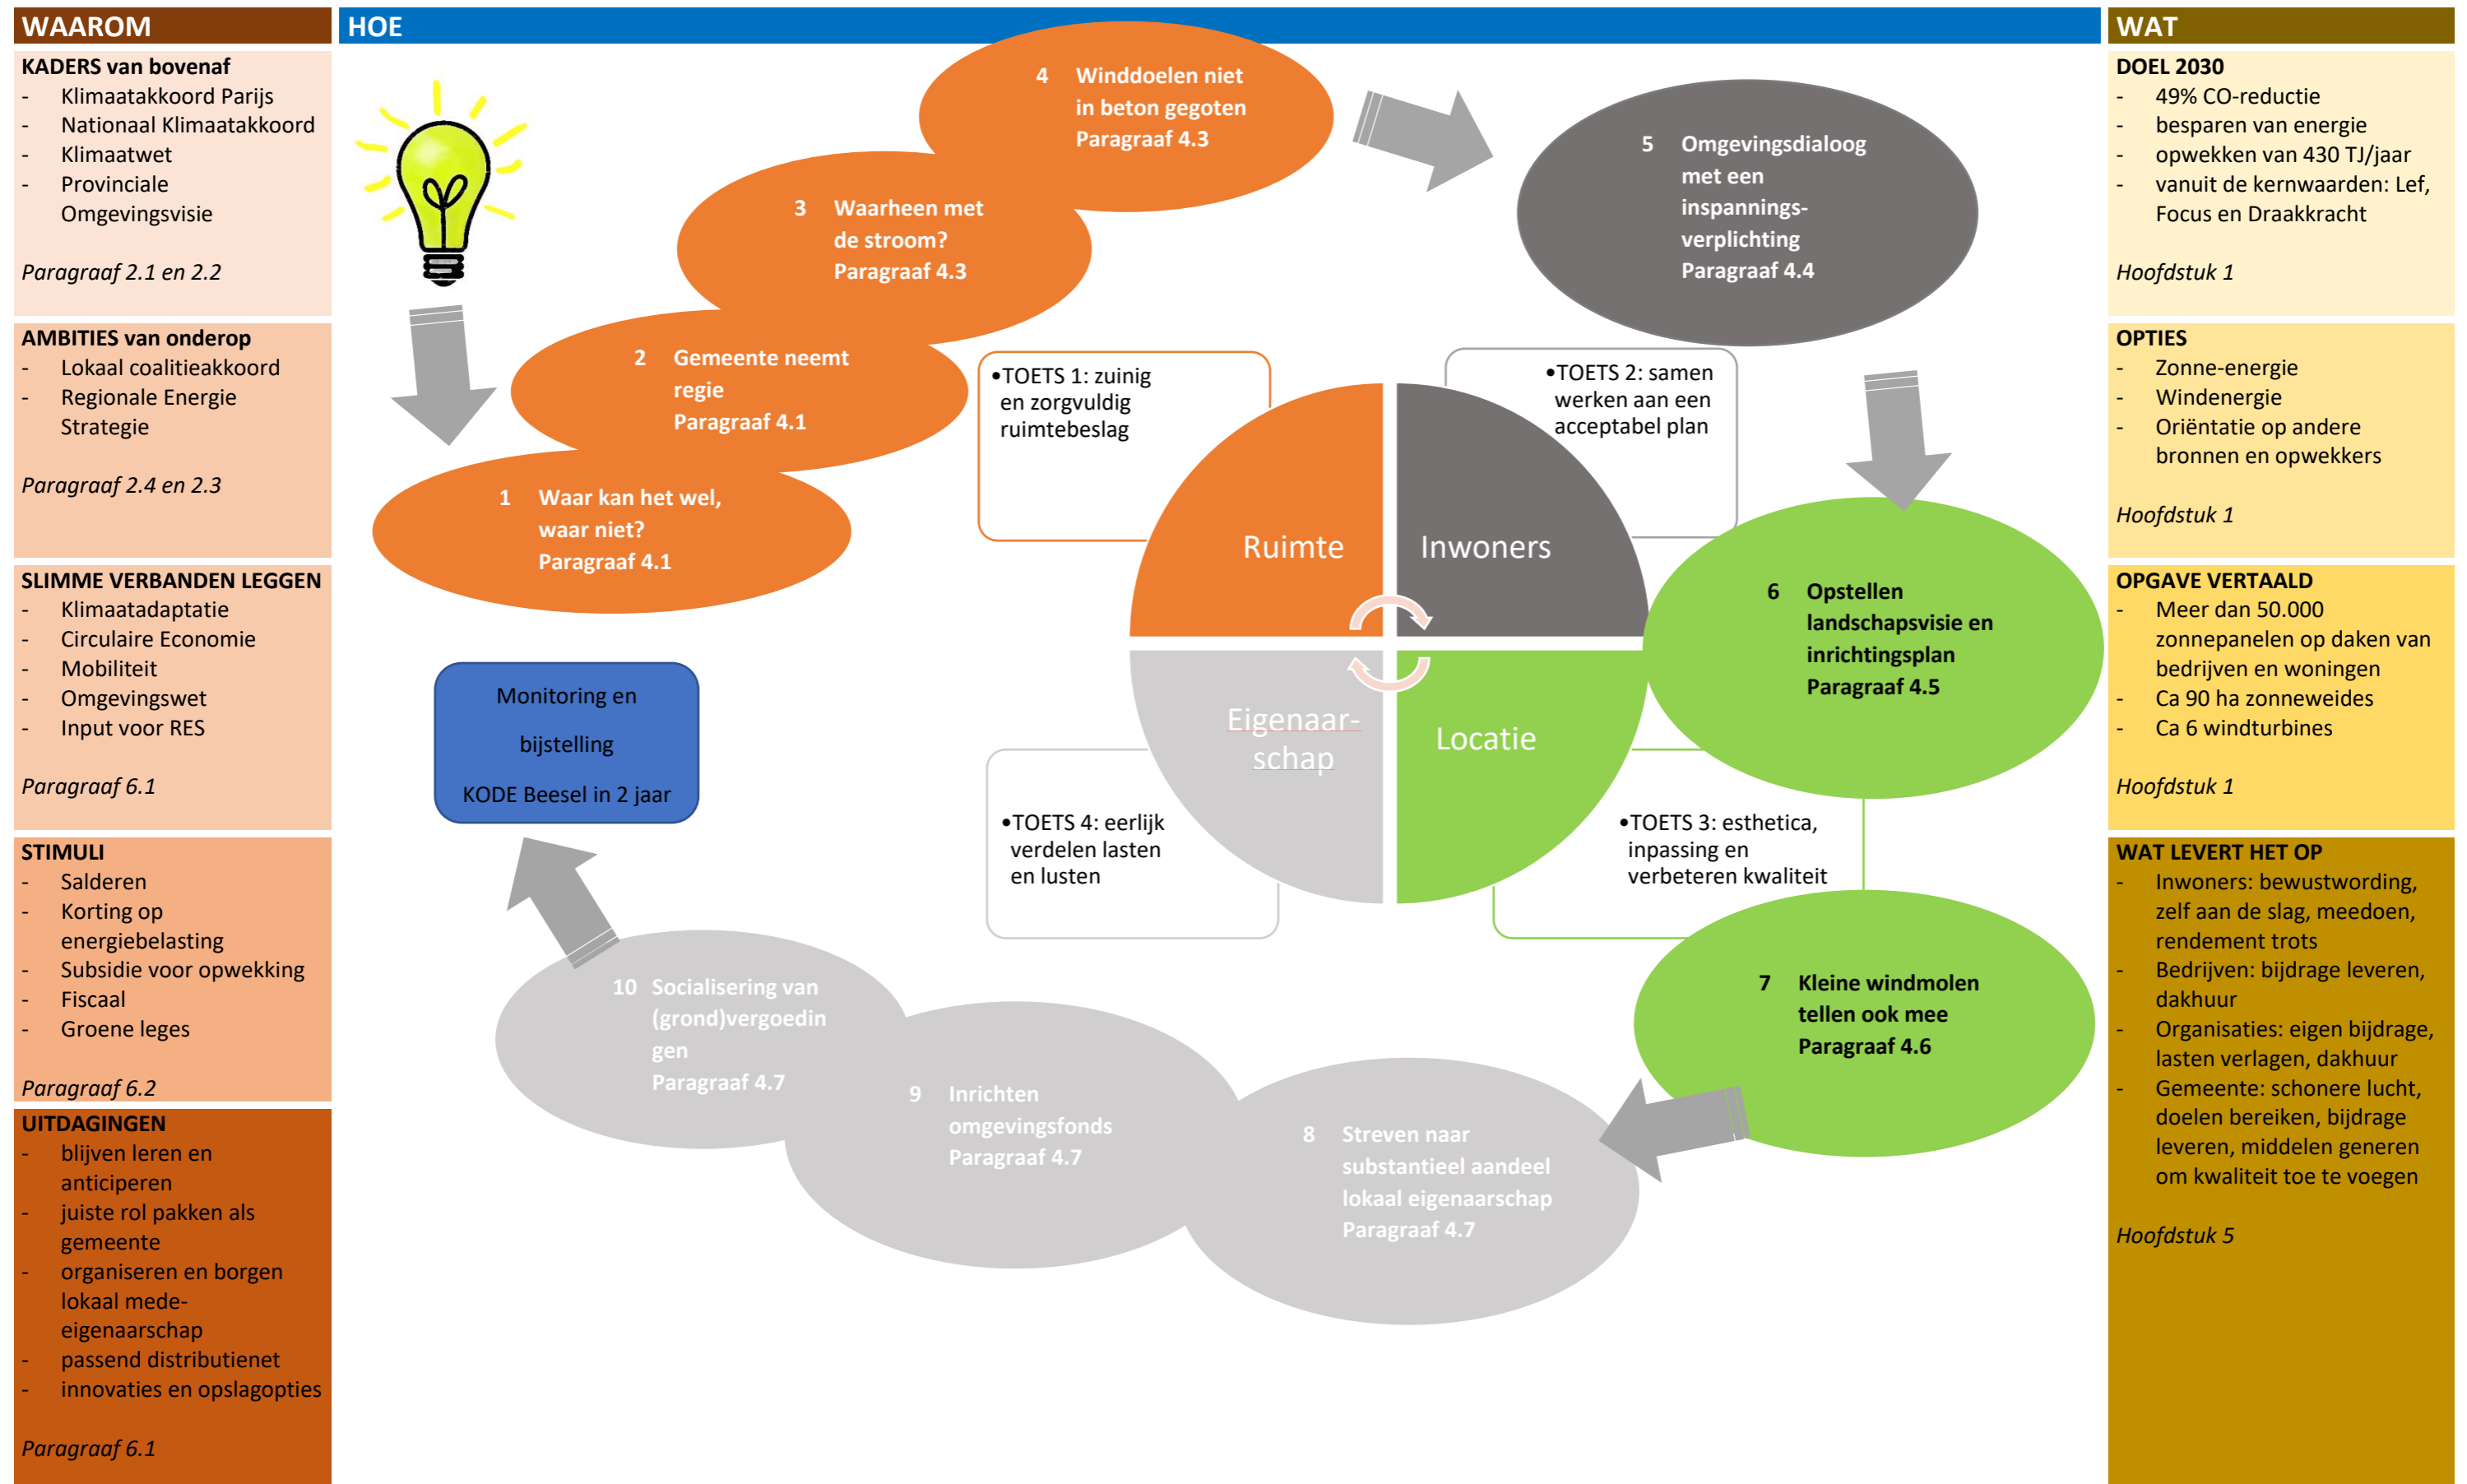 WAAROM
KADERS van bovenaf
- Klimaatakkoord Parijs
- Nationaal Klimaatakkoord
- Klimaatwet
- Provinciale
Omgevingsvisie
Paragraaf 2.1 en 2.2
AMBITIES van onderop
- Lokaal coalitieakkoord
- Regionale Energie
Strategie
Paragraaf 2.4 en 2.3
SLIMME VERBANDEN LEGGEN
- Klimaatadaptatie
- Circulaire Economie
- Mobiliteit
- Omgevingswet
- Input voor RES
Paragraaf 6.1
STIMULI
- Salderen
- Korting op
energiebelasting
- Subsidie voor opwekking
- Fiscaal
- Groene leges
Paragraaf 6.2
UITDAGINGEN
- blijven leren en
anticiperen
- juiste rol pakken als
gemeente
- organiseren en borgen
lokaal mede-
eigenaarschap
- passend distributienet
- innovaties en opslagopties
Paragraaf 6.1
HOE
1 Waar kan het wel,
waar niet?
Paragraaf 4.1
2 Gemeente neemt
regie
Paragraaf 4.1
3 Waarheen met
de stroom?
Paragraaf 4.3
4 Winddoelen niet
in beton gegoten
Paragraaf 4.3
5 Omgevingsdialoog
met een
inspannings-
verplichting
Paragraaf 4.4
•TOETS 1: zuinig
en zorgvuldig
ruimtebeslag
•TOETS 2: samen
werken aan een
acceptabel plan
Ruimte
Inwoners
Eigenaar-
schap
Locatie
•TOETS 4: eerlijk
verdelen lasten
en lusten
•TOETS 3: esthetica,
inpassing en
verbeteren kwaliteit
6 Opstellen
landschapsvisie en
inrichtingsplan
Paragraaf 4.5
7 Kleine windmolen
tellen ook mee
Paragraaf 4.6
8 Streven naar
substantieel aandeel
lokaal eigenaarschap
Paragraaf 4.7
9 Inrichten
omgevingsfonds
Paragraaf 4.7
10 Socialisering van
(grond)vergoedin
gen
Paragraaf 4.7
Monitoring en
bijstelling
KODE Beesel in 2 jaar
WAT
DOEL 2030
- 49% CO-reductie
- besparen van energie
- opwekken van 430 TJ/jaar
- vanuit de kernwaarden: Lef,
Focus en Draakkracht
Hoofdstuk 1
OPTIES
- Zonne-energie
- Windenergie
- Oriëntatie op andere
bronnen en opwekkers
Hoofdstuk 1
OPGAVE VERTAALD
- Meer dan 50.000
zonnepanelen op daken van
bedrijven en woningen
- Ca 90 ha zonneweides
- Ca 6 windturbines
Hoofdstuk 1
WAT LEVERT HET OP
- Inwoners: bewustwording,
zelf aan de slag, meedoen,
rendement trots
- Bedrijven: bijdrage leveren,
dakhuur
- Organisaties: eigen bijdrage,
lasten verlagen, dakhuur
- Gemeente: schonere lucht,
doelen bereiken, bijdrage
leveren, middelen generen
om kwaliteit toe te voegen
Hoofdstuk 5